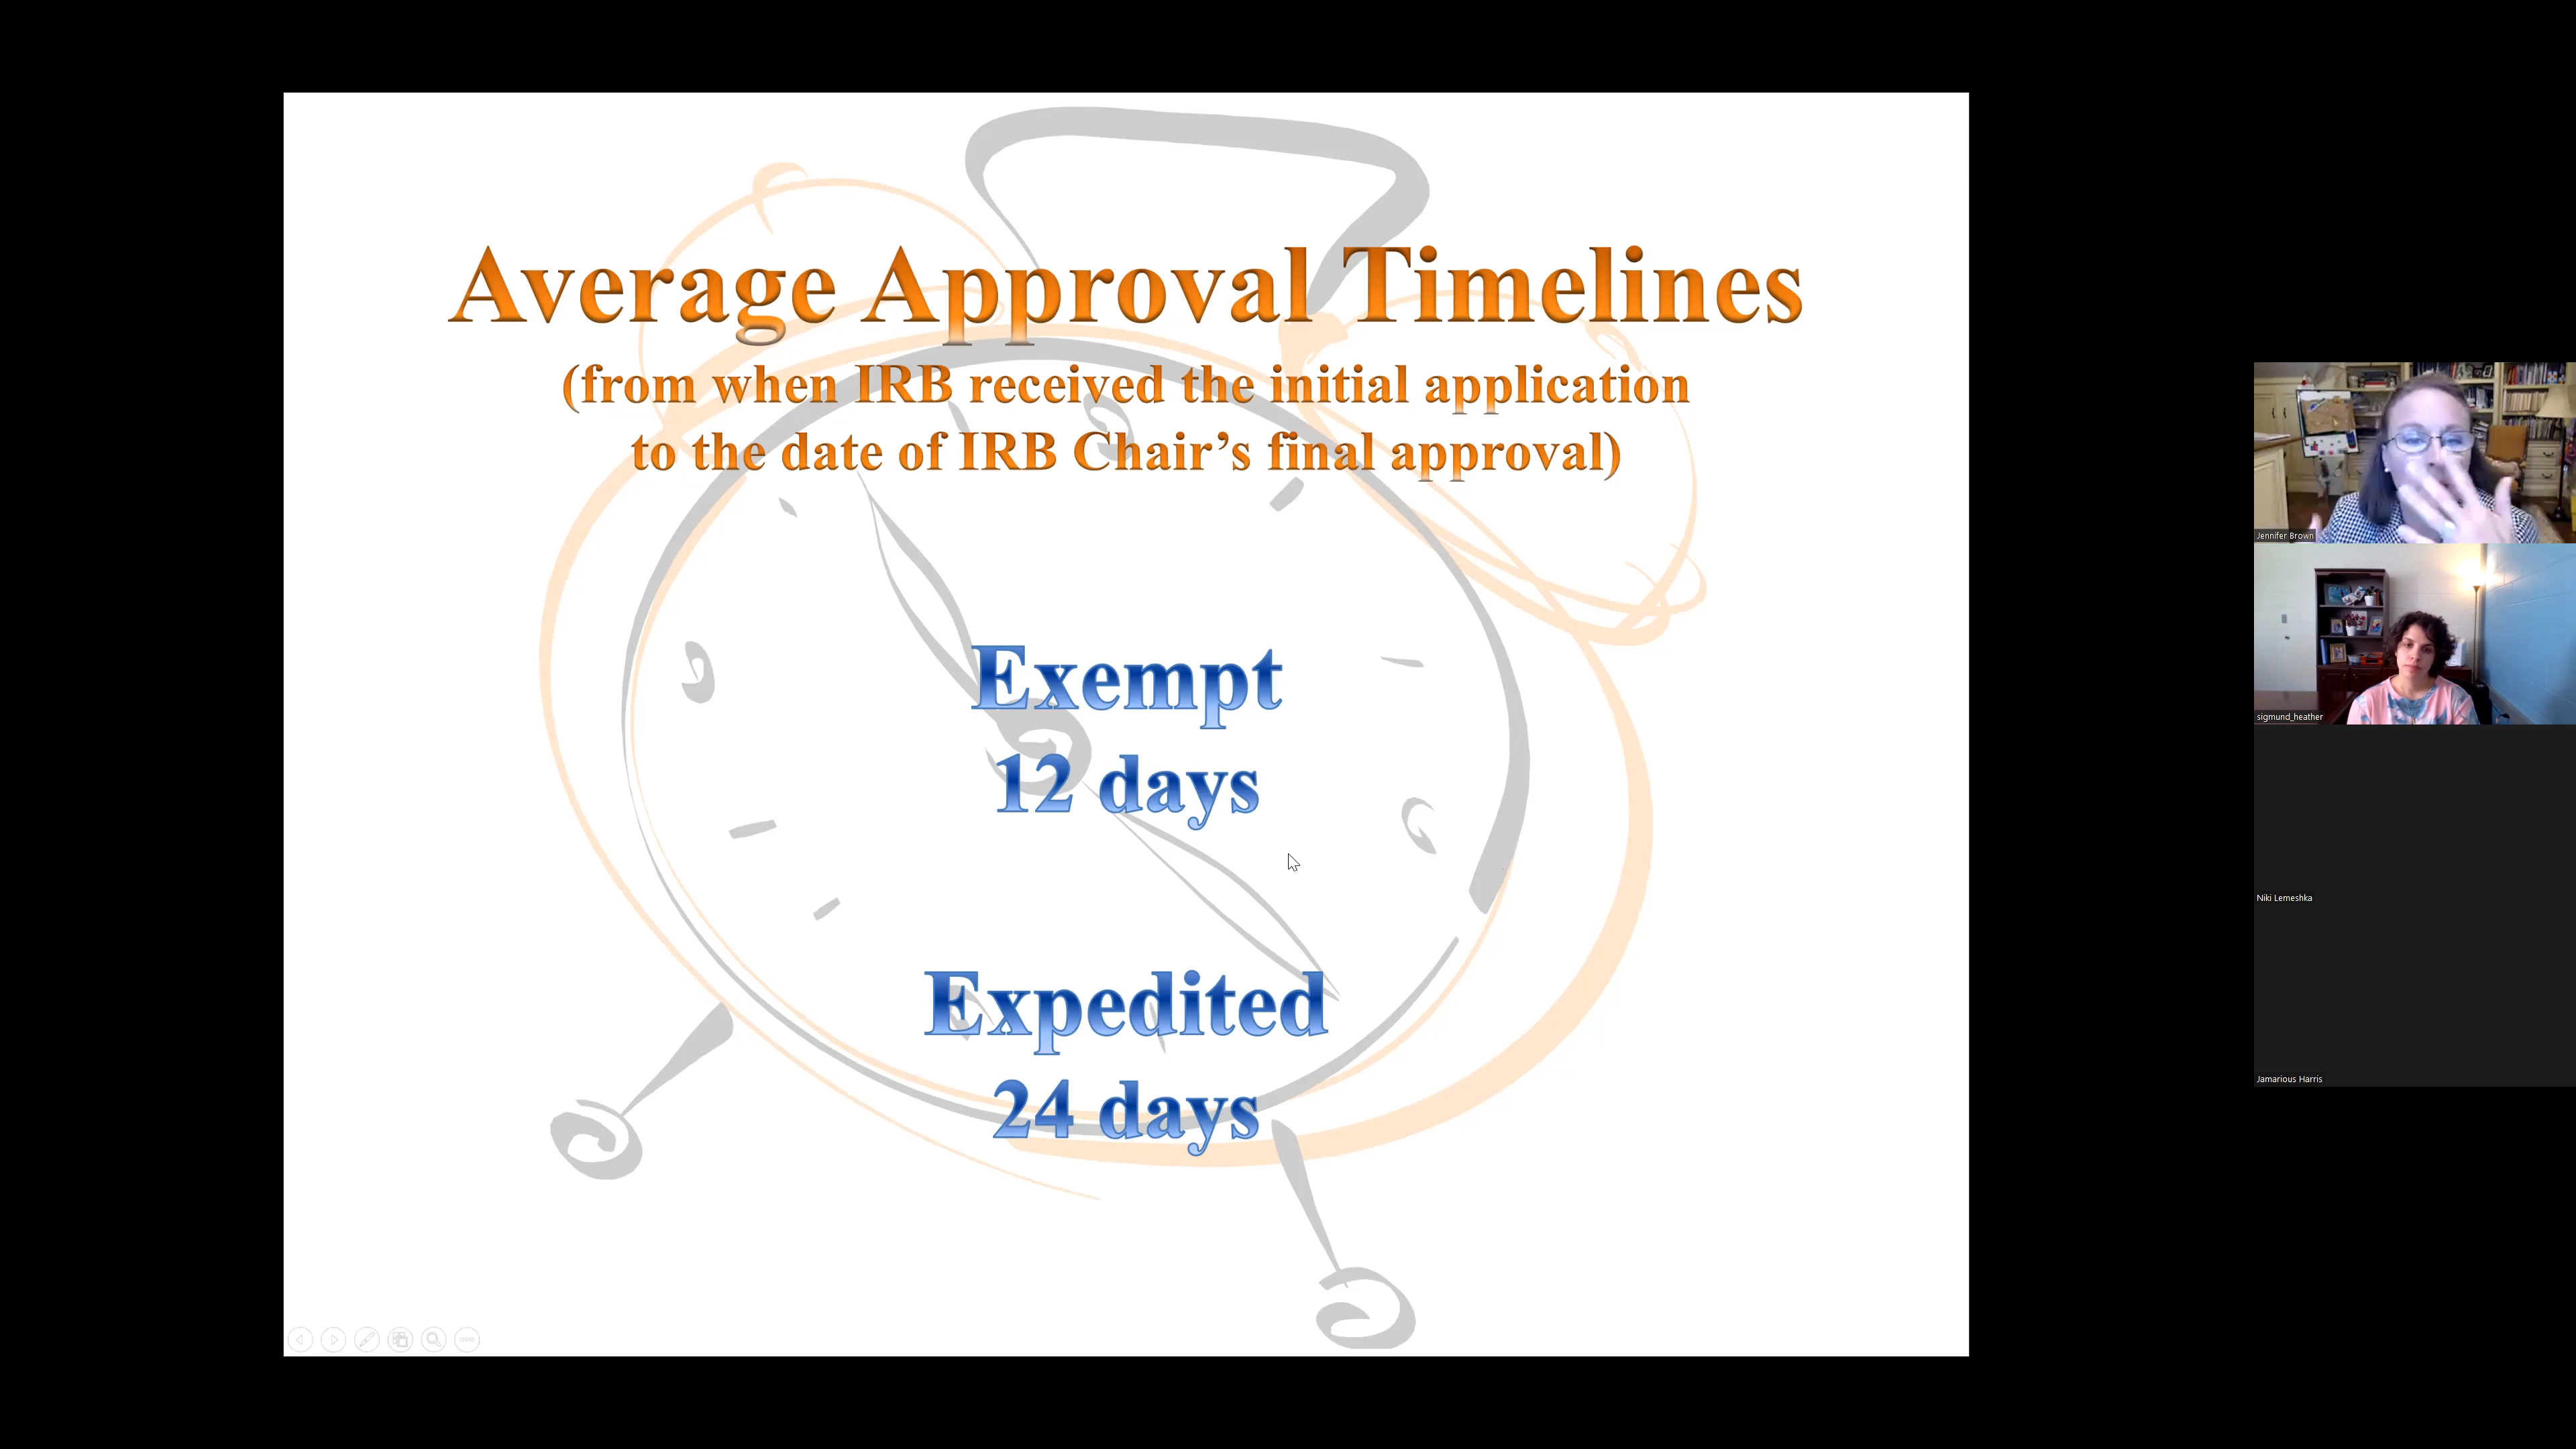 Average Approval Timelines
(from when IRB received the initial application
to the date of IRB Chair’s final approval)
Exempt
12 days
Expedited
24 days
Jennifer Brown
sigmund_heather
Niki Lemeshka
Jamarious Harris